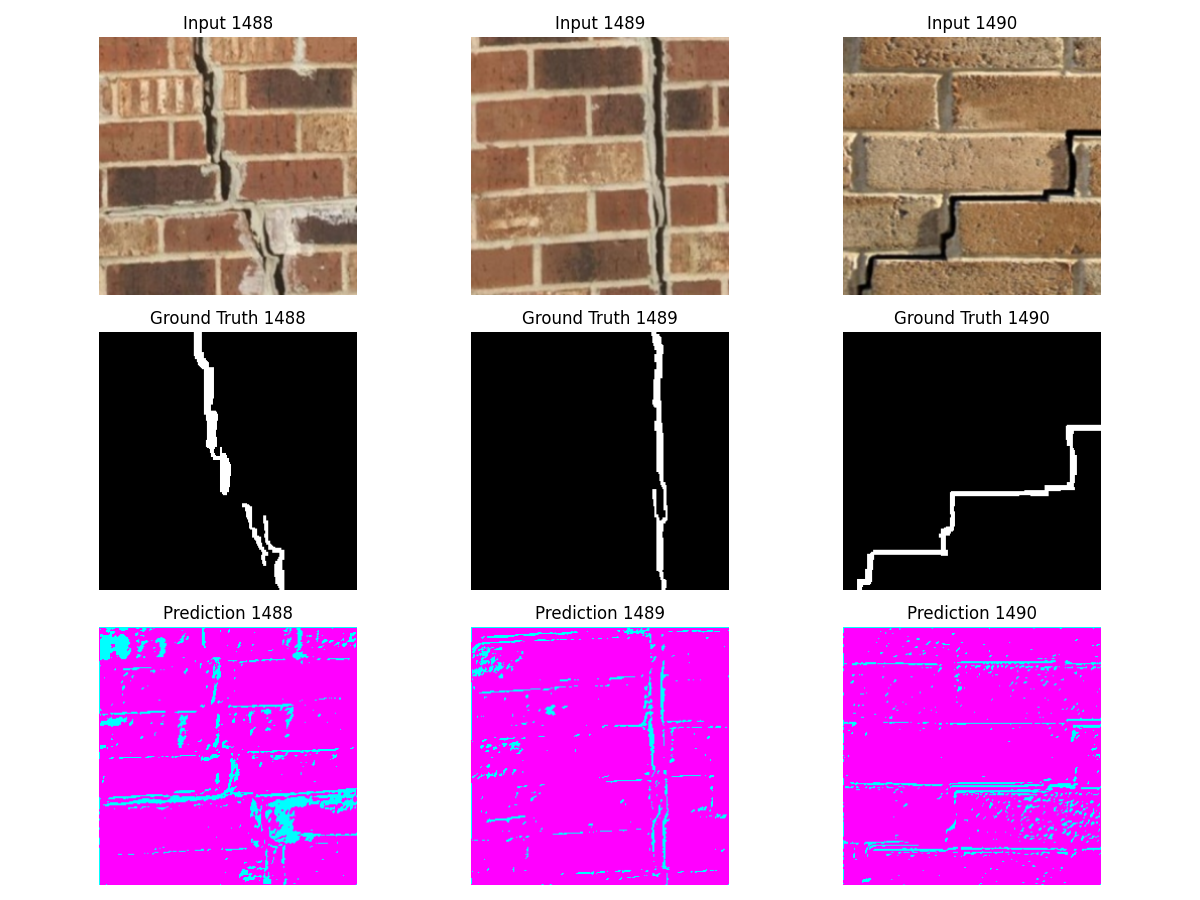 Input 1488
Input 1489
Input 1490
Ground Truth 1488
Ground Truth 1489
Ground Truth 1490
Prediction 1488
Prediction 1489
Prediction 1490